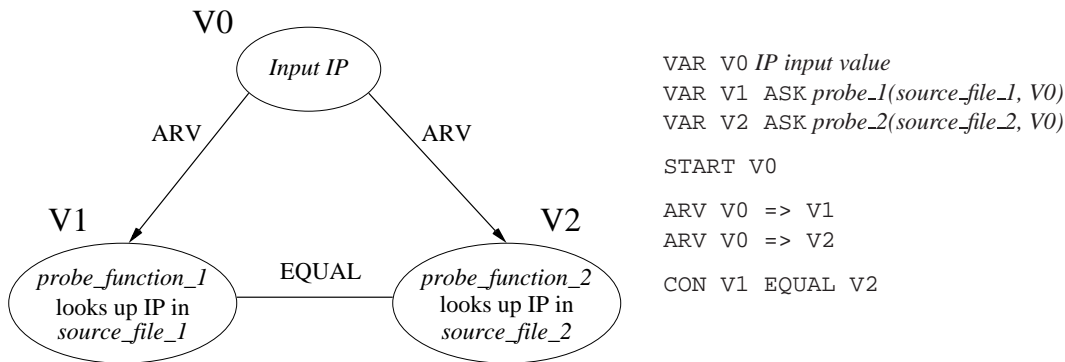 V0
Input IP
ARV
ARV
V1
V2
probe_function_1
looks up IP in
source_file_1
EQUAL
probe_function_2
looks up IP in
source_file_2
VAR V0 IP input value
VAR V1 ASK probe_1(source_file_1, V0)
VAR V2 ASK probe_2(source_file_2, V0)
START V0
ARV V0 => V1
ARV V0 => V2
CON V1 EQUAL V2